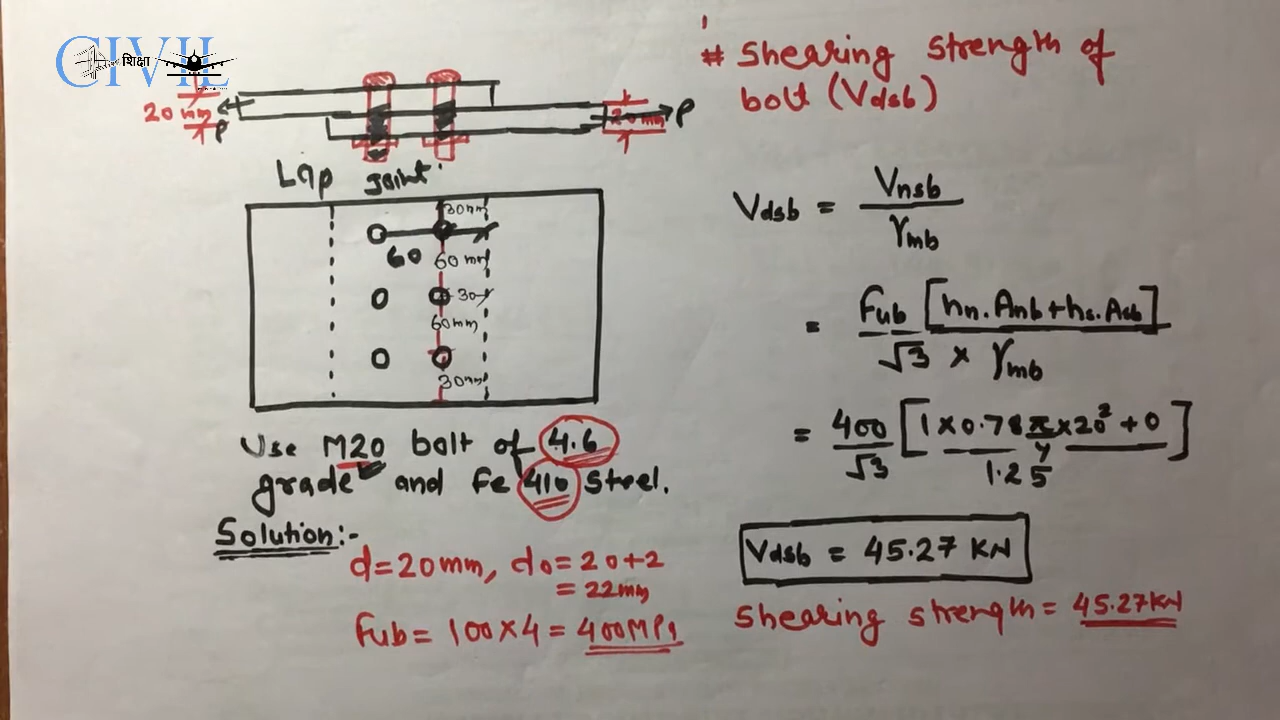 CIVIL
शिक्षा
20 mm
P
20 mm
P
Lap Joint
30mm
60
60 mm
30
60mm
30mm
Use M20 bolt of 4.6
grade and Fe 410 Steel.
Solution:-
d=20mm, do = 20+2
= 22mm
Fub = 100 × 4 = 400MPa
# Shearing strength of
bolt (Vdsb)
Vdsb = Vnsb / γmb
= Fub [nn. Anb + ns. Asb] / √3 × γmb
= 400/√3 [1×0.78 π/4 ×20² + 0] / 1.25
Vdsb = 45.27 KN
Shearing strength = 45.27KN